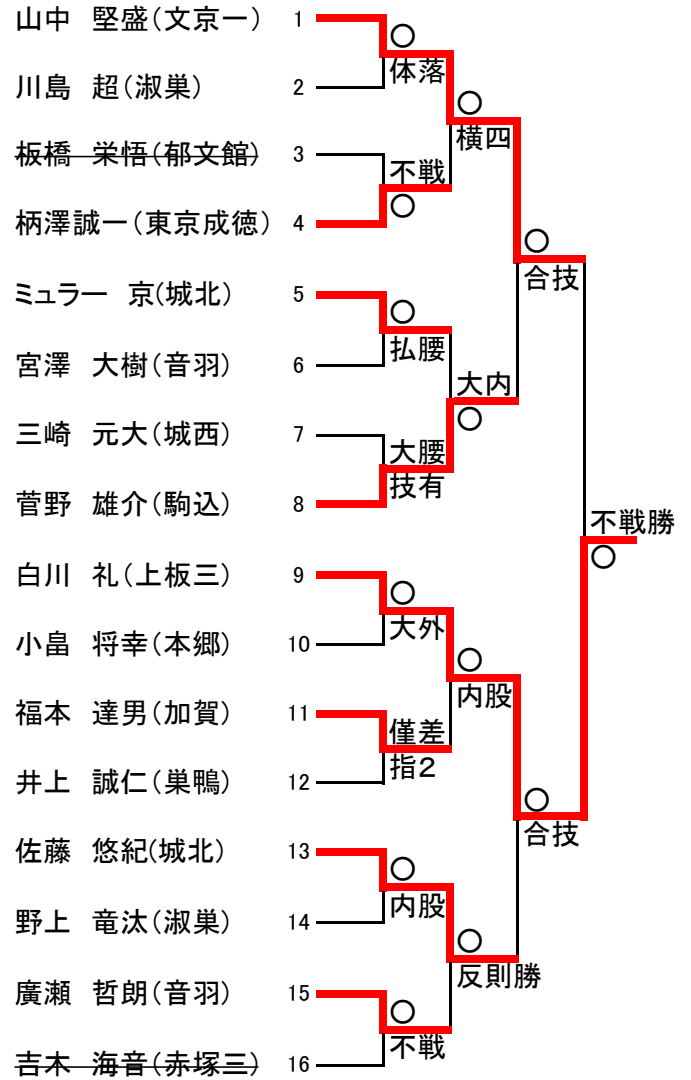 山中 堅盛(文京一) 1
○
体落
川島 超(淑巣) 2
○
横四
板橋 栄悟(郁文館) 3
不戦
○
柄澤誠一(東京成徳) 4
○
合技
ミュラー 京(城北) 5
○
払腰
宮澤 大樹(音羽) 6
大内
○
三崎 元大(城西) 7
大腰
技有
菅野 雄介(駒込) 8
不戦勝
○
白川 礼(上板三) 9
○
大外
小畠 将幸(本郷) 10
○
内股
福本 達男(加賀) 11
僅差
指2
井上 誠仁(巣鴨) 12
○
合技
佐藤 悠紀(城北) 13
○
内股
野上 竜汰(淑巣) 14
○
反則勝
廣瀬 哲朗(音羽) 15
○
不戦
吉木 海音(赤塚三) 16